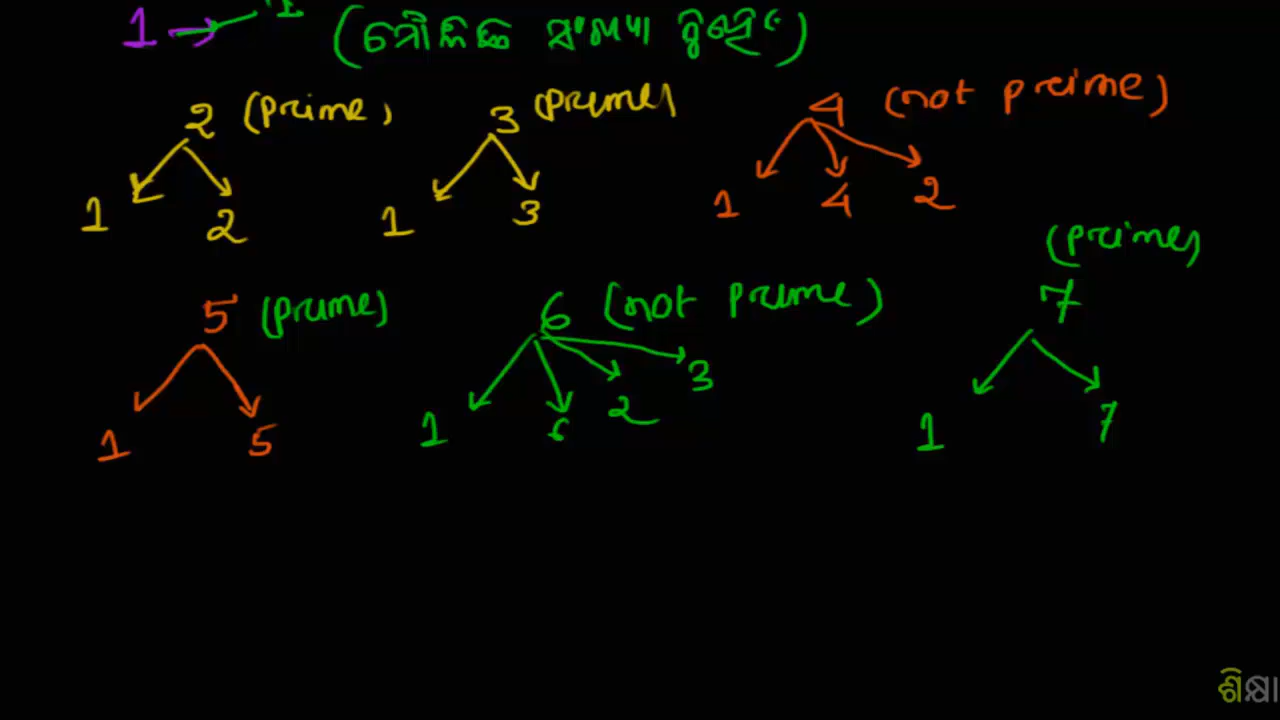 1 → 1 (ମୌଳିକ ସଂଖ୍ୟା ନୁହେଁ)
2 (prime) 3 (prime) 4 (not prime)
1 2 1 3 1 4 2
(prime)
5 (prime) 6 (not prime) 7
1 5 1 6 2 3 1 7
ଶିକ୍ଷା